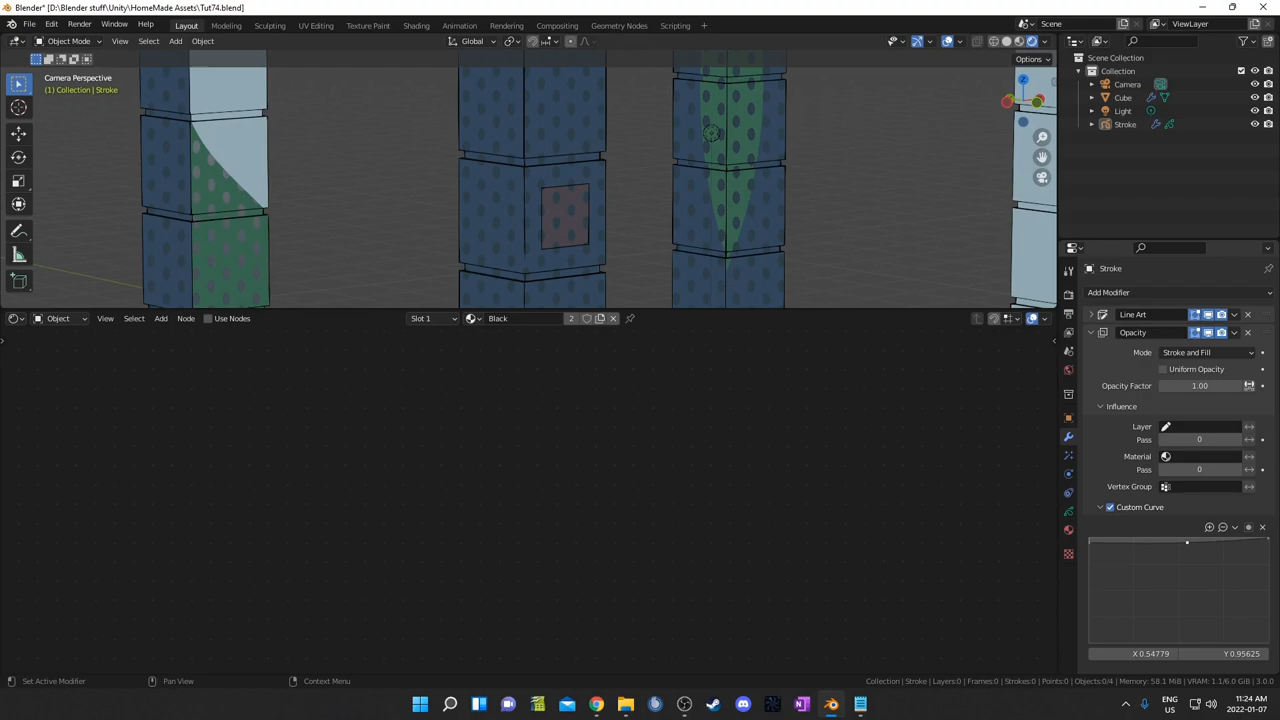 Blender* [D:\Blender stuff\Unity\HomeMade Assets\Tut74.blend]
File Edit Render Window Help Layout Modeling Sculpting UV Editing Texture Paint Shading Animation Rendering Compositing Geometry Nodes Scripting + Scene ViewLayer
Object Mode View Select Add Object Global
Options
Camera Perspective
(1) Collection | Stroke
Z
Scene Collection
Collection
Camera
Cube
Light
Stroke
Stroke
Add Modifier
Line Art
Opacity
Mode Stroke and Fill
Uniform Opacity
Opacity Factor 1.00
Influence
Layer
Pass 0
Material
Pass 0
Vertex Group
Custom Curve
X 0.54779 Y 0.95625
Object View Select Add Node Use Nodes Slot 1 Black 2
Set Active Modifier Pan View Context Menu Collection | Stroke | Layers:0 | Frames:0 | Strokes:0 | Points:0 | Objects:0/4 | Memory: 58.1 MiB | VRAM: 1.1/6.0 GiB | 3.0.0
ENG
US
11:24 AM
2022-01-07